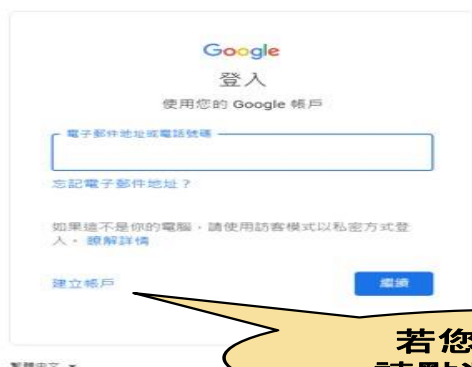 Google
登入
使用您的 Google 帳戶
電子郵件地址或電話號碼
忘記電子郵件地址？
如果這不是你的電腦，請使用訪客模式以私密方式登
入。瞭解詳情
建立帳戶
繼續
若您
繁體中文